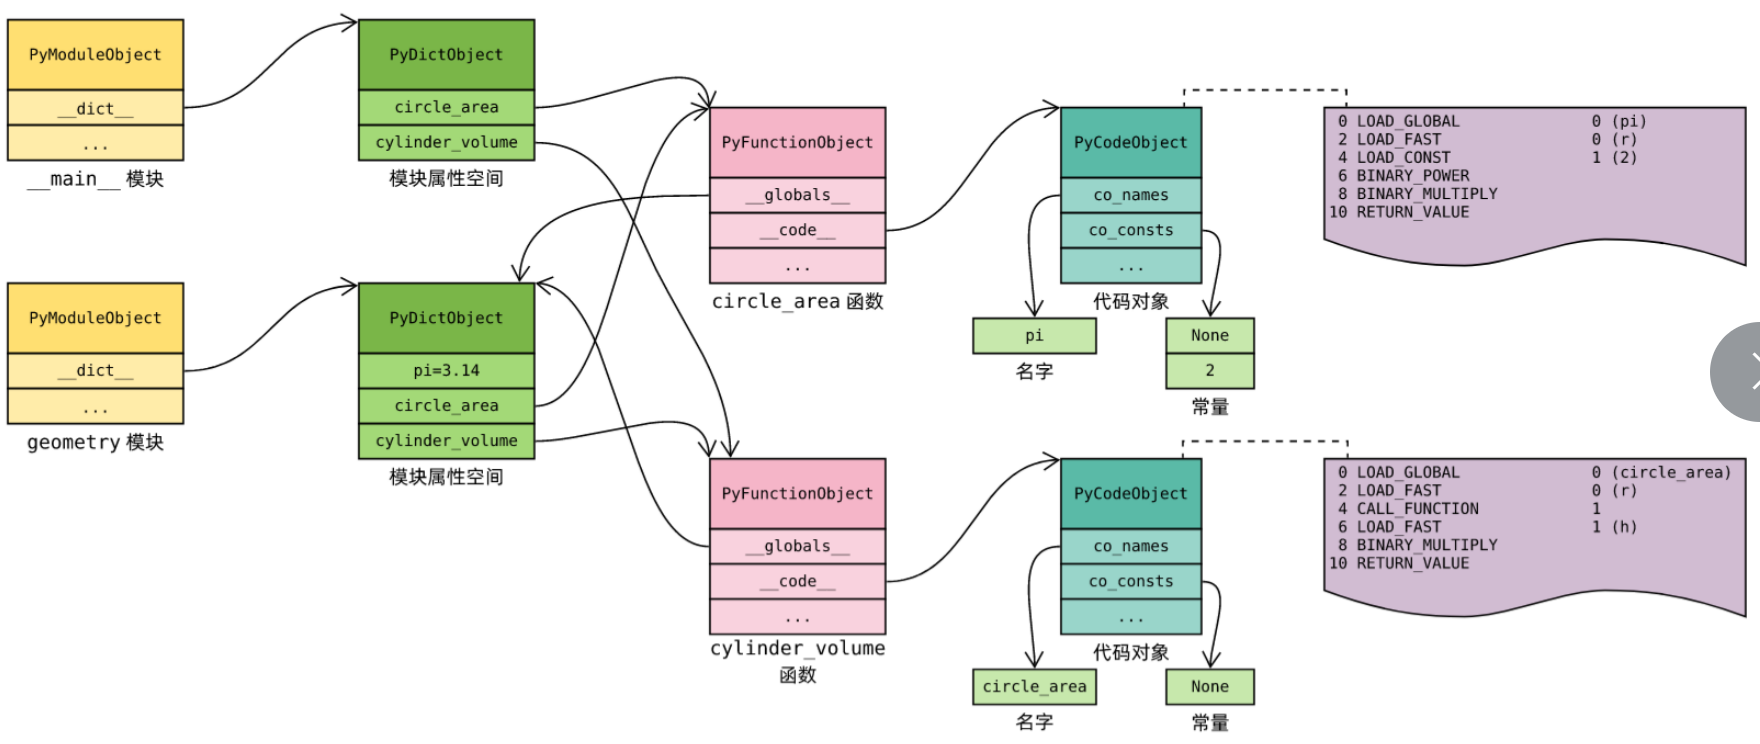 PyModuleObject
__dict__
...
__main__ 模块
PyDictObject
circle_area
cylinder_volume
模块属性空间
PyFunctionObject
__globals__
__code__
...
circle_area 函数
PyCodeObject
co_names
co_consts
...
代码对象
pi
名字
None
2
常量
0 LOAD_GLOBAL 0 (pi)
2 LOAD_FAST 0 (r)
4 LOAD_CONST 1 (2)
6 BINARY_POWER
8 BINARY_MULTIPLY
10 RETURN_VALUE
PyModuleObject
__dict__
...
geometry 模块
PyDictObject
pi=3.14
circle_area
cylinder_volume
模块属性空间
PyFunctionObject
__globals__
__code__
...
cylinder_volume
函数
PyCodeObject
co_names
co_consts
...
代码对象
circle_area
名字
None
常量
0 LOAD_GLOBAL 0 (circle_area)
2 LOAD_FAST 0 (r)
4 CALL_FUNCTION 1
6 LOAD_FAST 1 (h)
8 BINARY_MULTIPLY
10 RETURN_VALUE